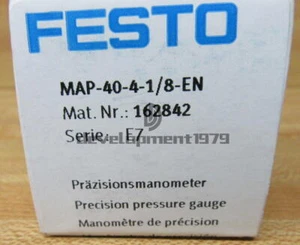 FESTO
MAP-40-4-1/8-EN
Mat. Nr.: 162842
Serie: E7
development1979
Präzisionsmanometer
Precision pressure gauge
Manomètre de précision